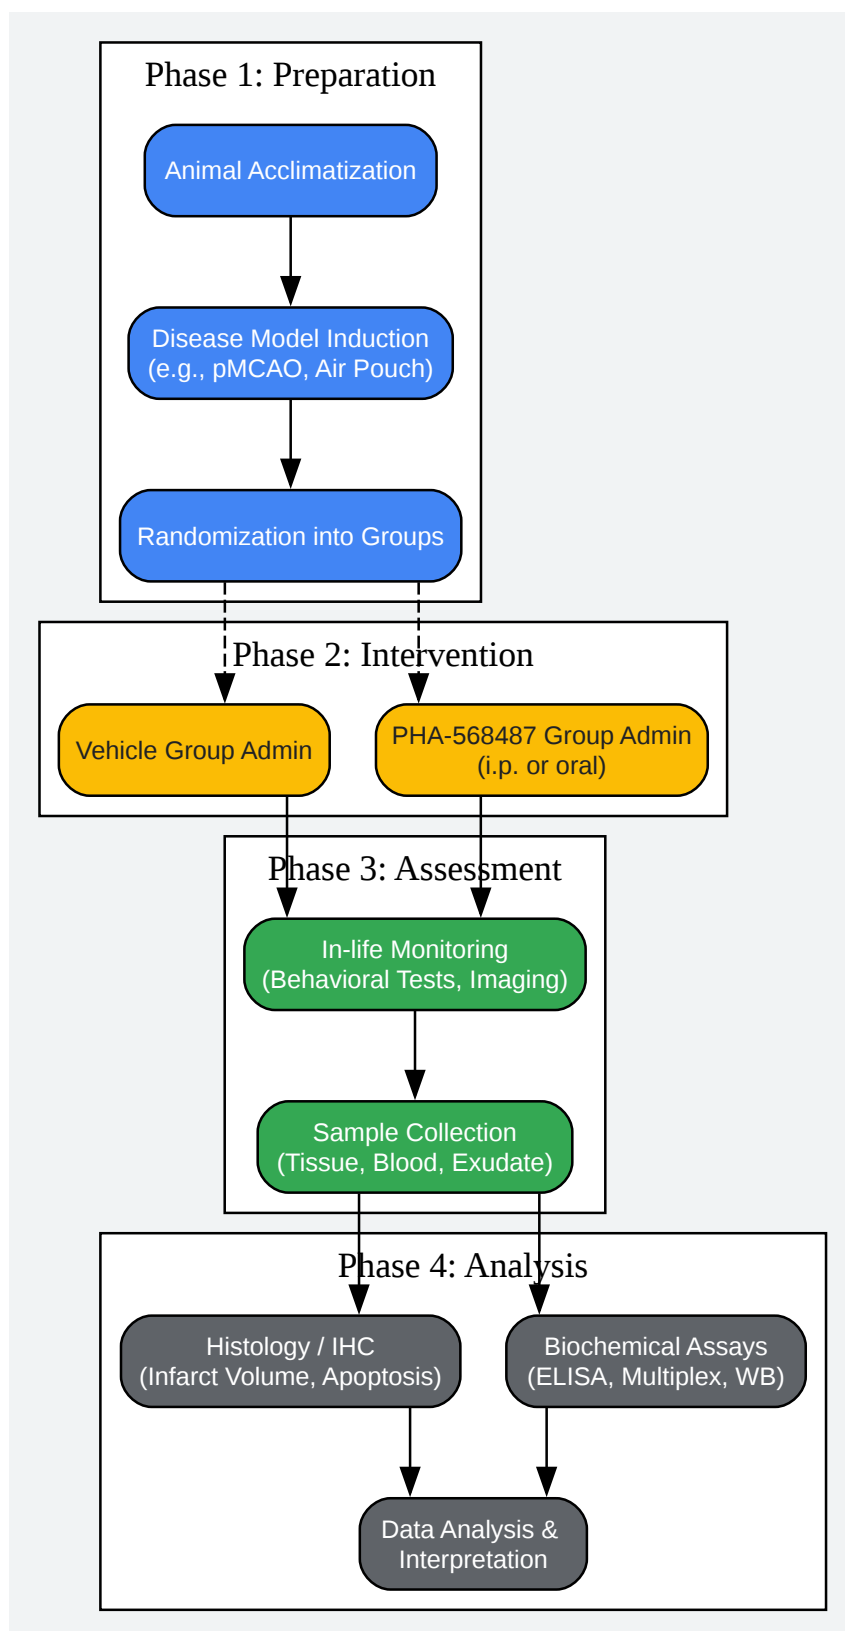 Phase 1: Preparation
Animal Acclimatization
Disease Model Induction
(e.g., pMCAO, Air Pouch)
Randomization into Groups
Phase 2: Intervention
Vehicle Group Admin
PHA-568487 Group Admin
(i.p. or oral)
Phase 3: Assessment
In-life Monitoring
(Behavioral Tests, Imaging)
Sample Collection
(Tissue, Blood, Exudate)
Phase 4: Analysis
Histology / IHC
(Infarct Volume, Apoptosis)
Biochemical Assays
(ELISA, Multiplex, WB)
Data Analysis &
Interpretation